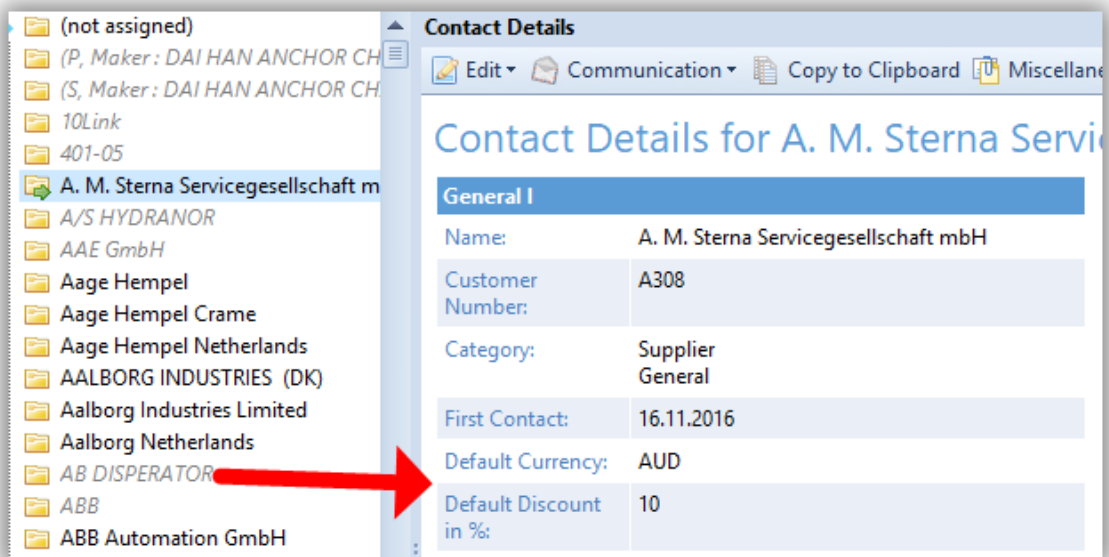 (not assigned)
(P, Maker : DAI HAN ANCHOR CH
(S, Maker : DAI HAN ANCHOR CH
10Link
401-05
A. M. Sterna Servicegesellschaft m
A/S HYDRANOR
AAE GmbH
Aage Hempel
Aage Hempel Crame
Aage Hempel Netherlands
AALBORG INDUSTRIES (DK)
Aalborg Industries Limited
Aalborg Netherlands
AB DISPERATOR
ABB
ABB Automation GmbH
Contact Details
Edit Communication Copy to Clipboard Miscellane
Contact Details for A. M. Sterna Servi
General I
Name: A. M. Sterna Servicegesellschaft mbH
Customer A308
Number:
Category: Supplier
General
First Contact: 16.11.2016
Default Currency: AUD
Default Discount 10
in %: